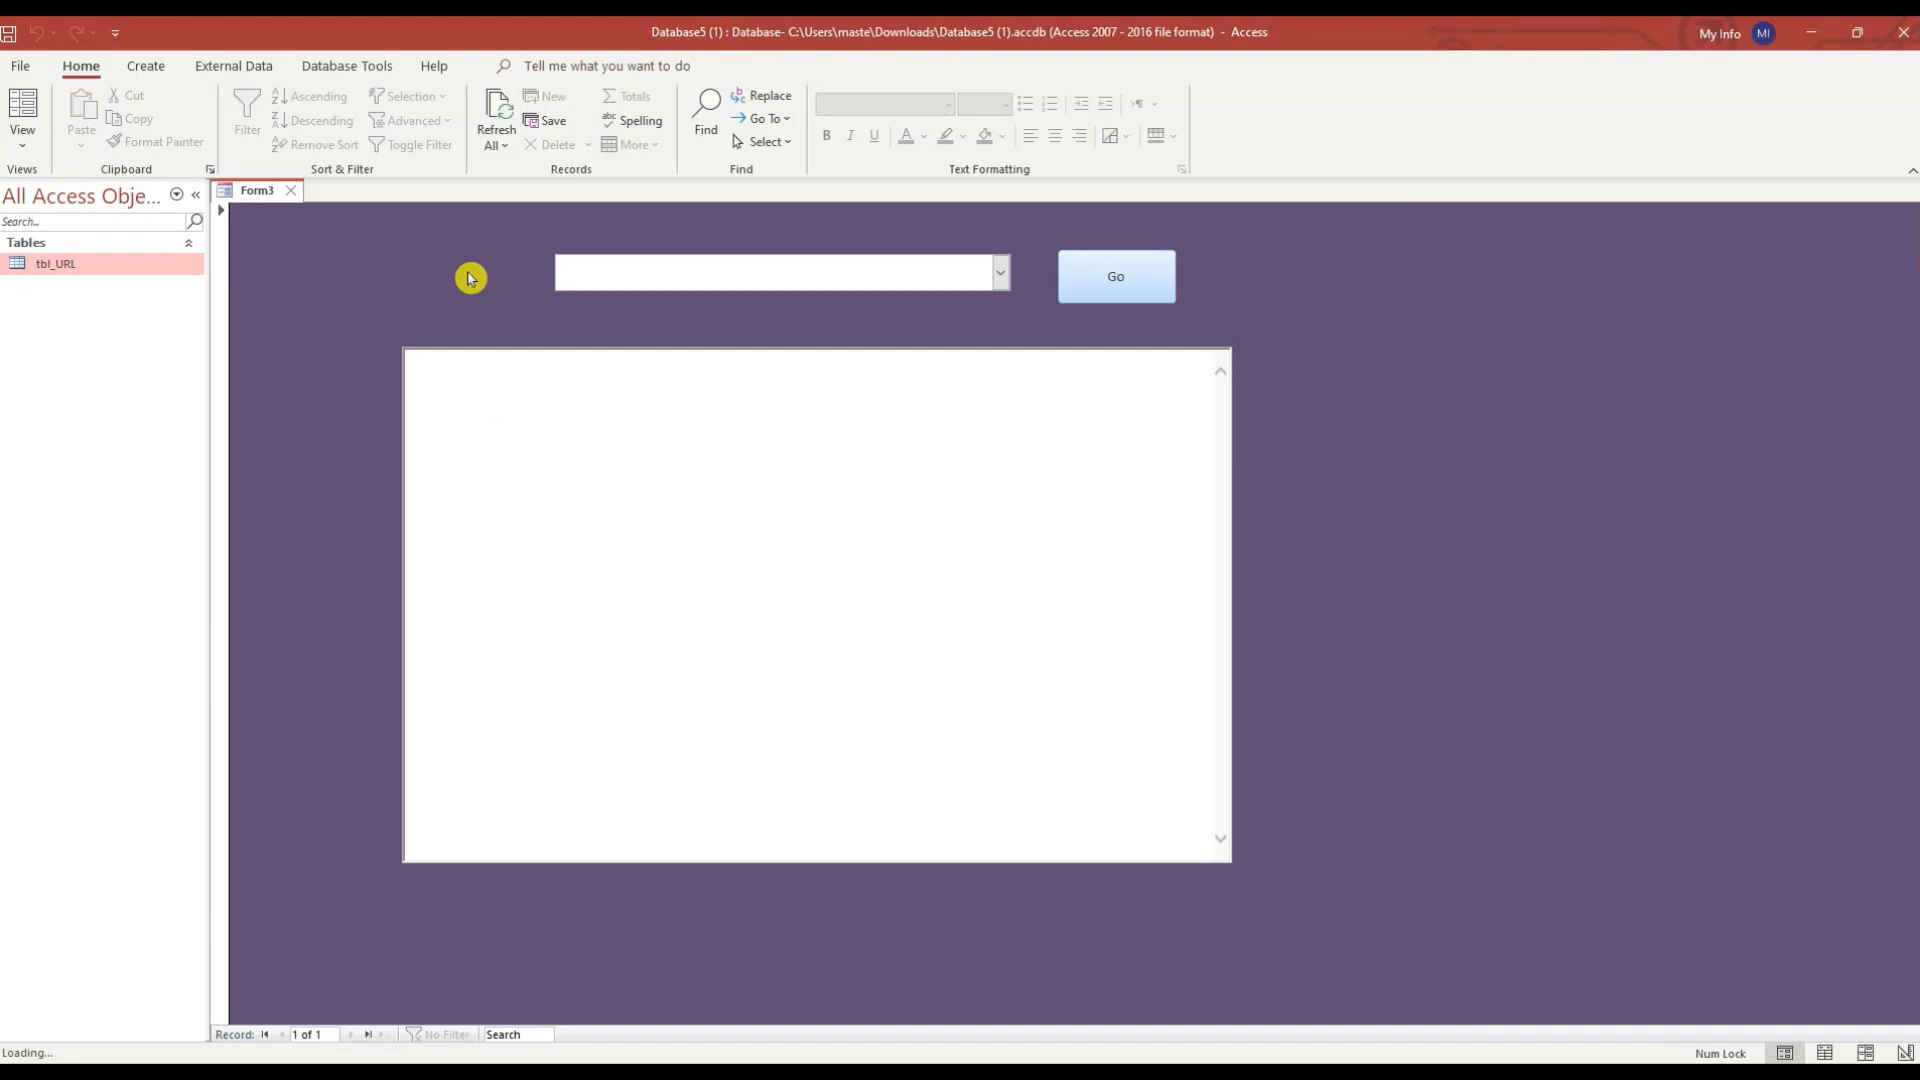 Database5 (1) : Database- C:\Users\maste\Downloads\Database5 (1).accdb (Access 2007 - 2016 file format) - Access
My Info MI
File Home Create External Data Database Tools Help Tell me what you want to do
View
Views
Paste
Cut
Copy
Format Painter
Clipboard
Filter
Ascending
Descending
Remove Sort
Selection
Advanced
Toggle Filter
Sort & Filter
Refresh
All
New
Save
Delete
Totals
Spelling
More
Records
Find
Replace
Go To
Select
Find
B I U
Text Formatting
All Access Obje...
Search...
Tables
tbl_URL
Form3
Go
Record: 1 of 1 No Filter Search
Loading...
Num Lock